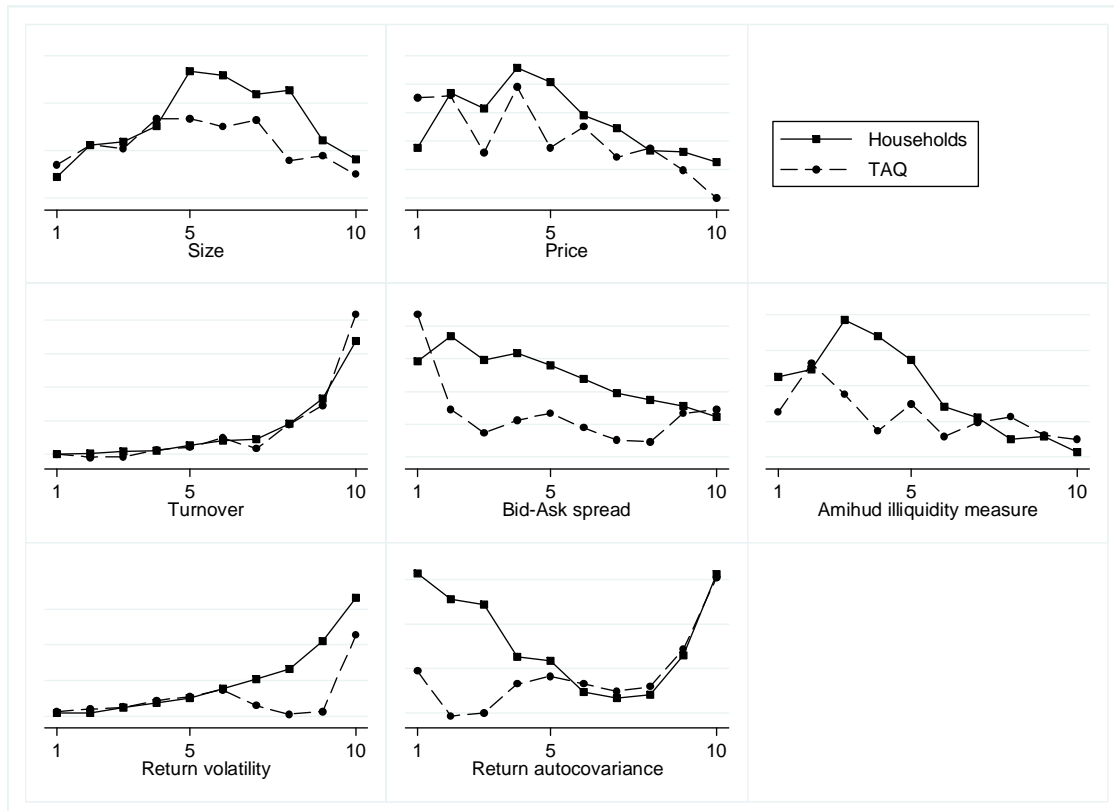 1 5 10
Size
1 5 10
Price
Households
TAQ
1 5 10
Turnover
1 5 10
Bid-Ask spread
1 5 10
Amihud illiquidity measure
1 5 10
Return volatility
1 5 10
Return autocovariance